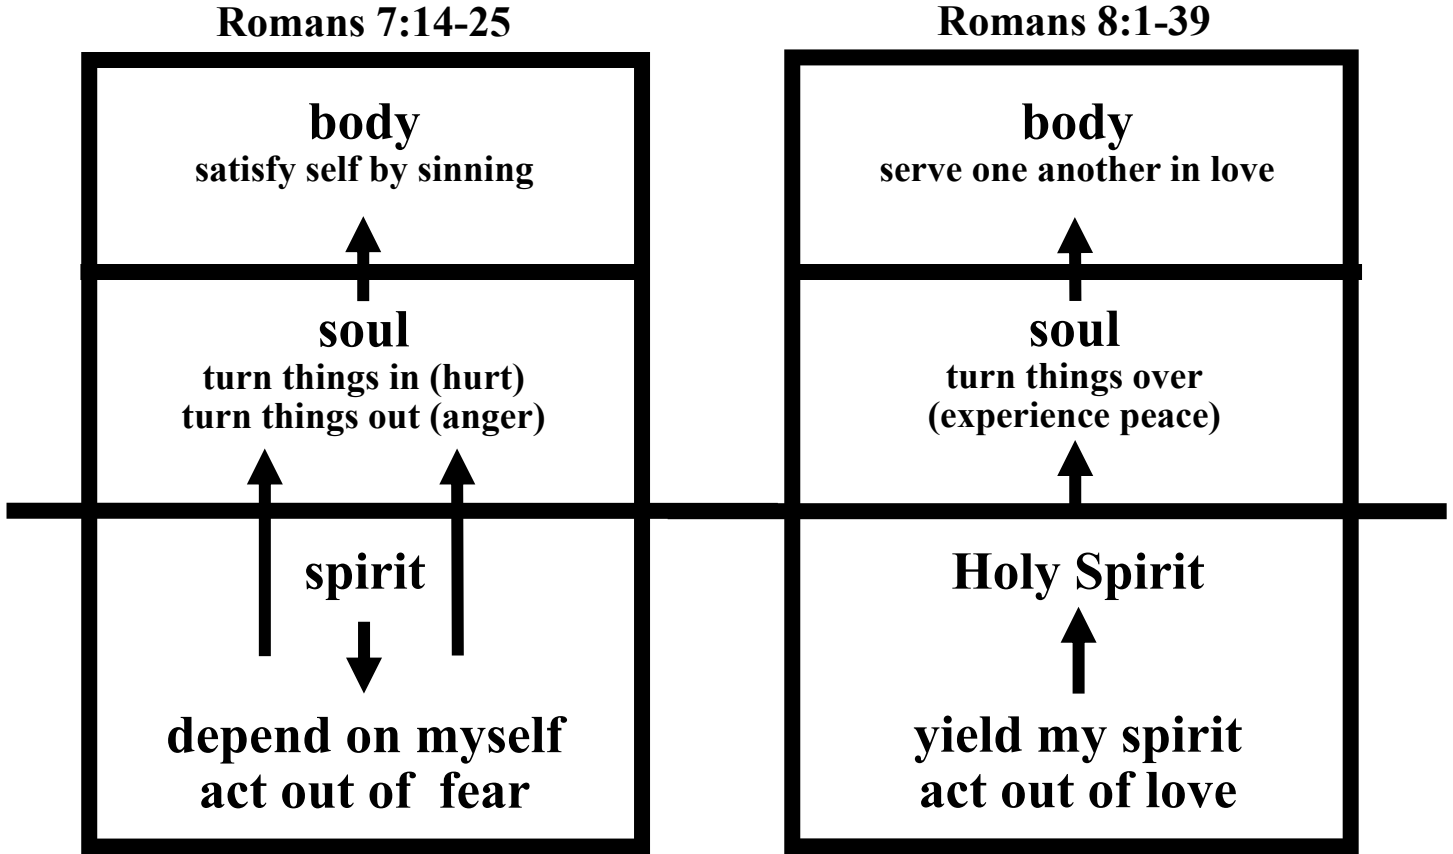 Romans 7:14-25
body
satisfy self by sinning
soul
turn things in (hurt)
turn things out (anger)
spirit
depend on myself
act out of  fear
Romans 8:1-39
body
serve one another in love
soul
turn things over
(experience peace)
Holy Spirit
yield my spirit
act out of love